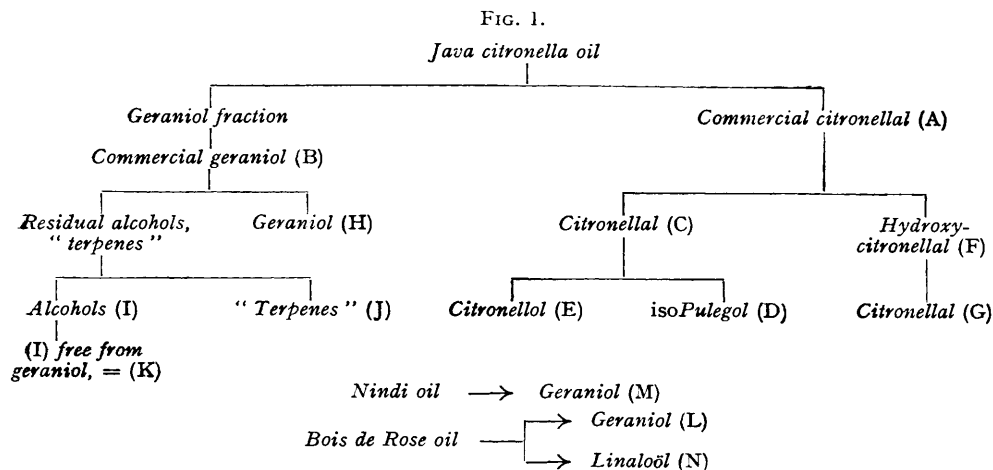 FIG. 1.
Java citronella oil
Geraniol fraction
Commercial citronellal (A)
Commercial geraniol (B)
Residual alcohols,
"terpenes"
Geraniol (H)
Citronellal (C)
Hydroxy-
citronellal (F)
Alcohols (I)
"Terpenes" (J)
Citronellol (E)
isoPulegol (D)
Citronellal (G)
(I) free from
geraniol, = (K)
Nindi oil → Geraniol (M)
Geraniol (L)
Bois de Rose oil
Linaloöl (N)